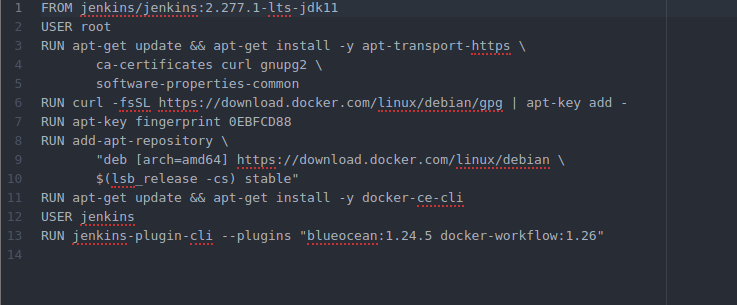 1 FROM jenkins/jenkins:2.277.1-lts-jdk11
2 USER root
3 RUN apt-get update && apt-get install -y apt-transport-https \
4        ca-certificates curl gnupg2 \
5        software-properties-common
6 RUN curl -fsSL https://download.docker.com/linux/debian/gpg | apt-key add -
7 RUN apt-key fingerprint 0EBFCD88
8 RUN add-apt-repository \
9        "deb [arch=amd64] https://download.docker.com/linux/debian \
10        $(lsb_release -cs) stable"
11 RUN apt-get update && apt-get install -y docker-ce-cli
12 USER jenkins
13 RUN jenkins-plugin-cli --plugins "blueocean:1.24.5 docker-workflow:1.26"
14